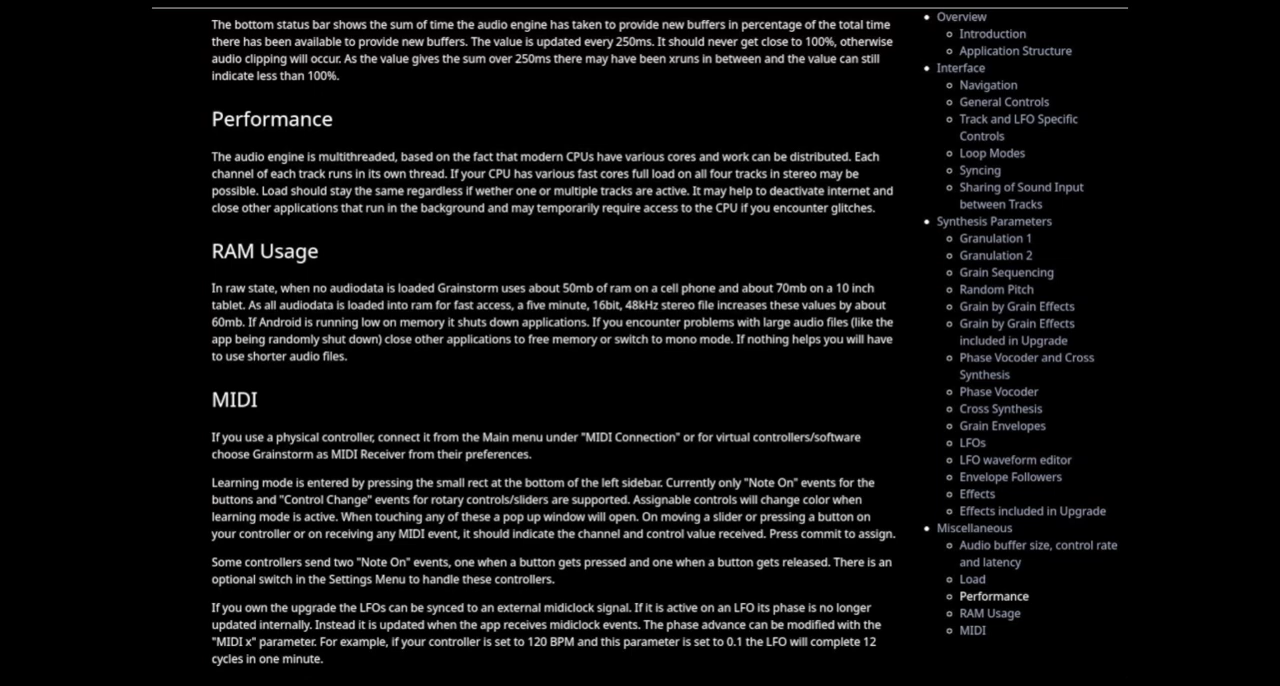 The bottom status bar shows the sum of time the audio engine has taken to provide new buffers in percentage of the total time
there has been available to provide new buffers. The value is updated every 250ms. It should never get close to 100%, otherwise
audio clipping will occur. As the value gives the sum over 250ms there may have been xruns in between and the value can still
indicate less than 100%.
Performance
The audio engine is multithreaded, based on the fact that modern CPUs have various cores and work can be distributed. Each
channel of each track runs in its own thread. If your CPU has various fast cores full load on all four tracks in stereo may be
possible. Load should stay the same regardless if wether one or multiple tracks are active. It may help to deactivate internet and
close other applications that run in the background and may temporarily require access to the CPU if you encounter glitches.
RAM Usage
In raw state, when no audiodata is loaded Grainstorm uses about 50mb of ram on a cell phone and about 70mb on a 10 inch
tablet. As all audiodata is loaded into ram for fast access, a five minute, 16bit, 48kHz stereo file increases these values by about
60mb. If Android is running low on memory it shuts down applications. If you encounter problems with large audio files (like the
app being randomly shut down) close other applications to free memory or switch to mono mode. If nothing helps you will have
to use shorter audio files.
MIDI
If you use a physical controller, connect it from the Main menu under "MIDI Connection" or for virtual controllers/software
choose Grainstorm as MIDI Receiver from their preferences.
Learning mode is entered by pressing the small rect at the bottom of the left sidebar. Currently only "Note On" events for the
buttons and "Control Change" events for rotary controls/sliders are supported. Assignable controls will change color when
learning mode is active. When touching any of these a pop up window will open. On moving a slider or pressing a button on
your controller or on receiving any MIDI event, it should indicate the channel and control value received. Press commit to assign.
Some controllers send two "Note On" events, one when a button gets pressed and one when a button gets released. There is an
optional switch in the Settings Menu to handle these controllers.
If you own the upgrade the LFOs can be synced to an external midiclock signal. If it is active on an LFO its phase is no longer
updated internally. Instead it is updated when the app receives midiclock events. The phase advance can be modified with the
"MIDI x" parameter. For example, if your controller is set to 120 BPM and this parameter is set to 0.1 the LFO will complete 12
cycles in one minute.
Overview
Introduction
Application Structure
Interface
Navigation
General Controls
Track and LFO Specific
Controls
Loop Modes
Syncing
Sharing of Sound Input
between Tracks
Synthesis Parameters
Granulation 1
Granulation 2
Grain Sequencing
Random Pitch
Grain by Grain Effects
Grain by Grain Effects
included in Upgrade
Phase Vocoder and Cross
Synthesis
Phase Vocoder
Cross Synthesis
Grain Envelopes
LFOs
LFO waveform editor
Envelope Followers
Effects
Effects included in Upgrade
Miscellaneous
Audio buffer size, control rate
and latency
Load
Performance
RAM Usage
MIDI